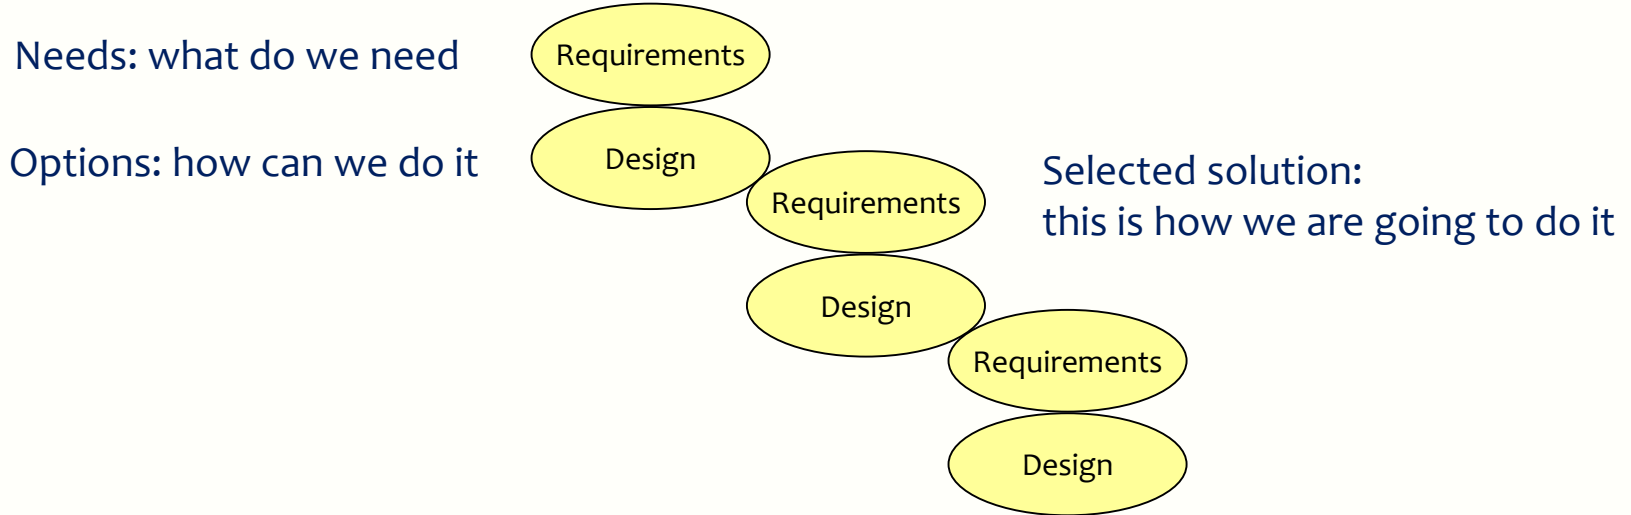 Needs: what do we need
Requirements
Options: how can we do it
Design
Requirements
Selected solution:
this is how we are going to do it
Design
Requirements
Design